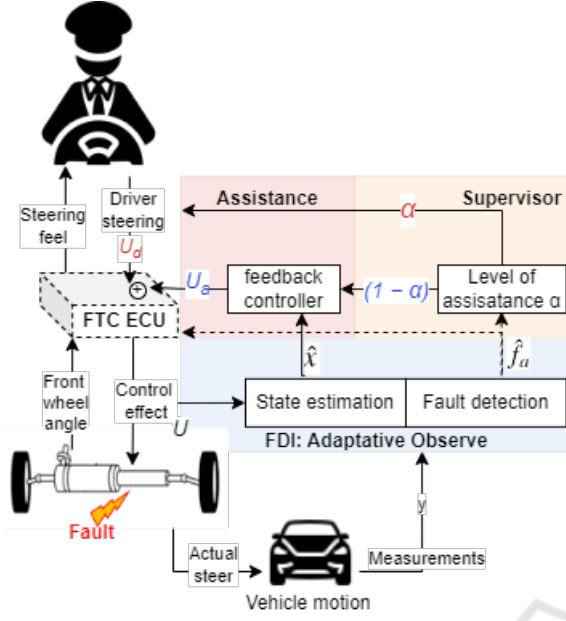 Assistance
Supervisor
Steering
feel
Driver
steering
U_d
α
U_a
feedback
controller
(1 − α)
Level of
assisatance α
FTC ECU
x̂
f̂_a
Front
wheel
angle
Control
effect
U
State estimation
Fault detection
FDI: Adaptative Observe
Fault
y
Actual
steer
Measurements
Vehicle motion